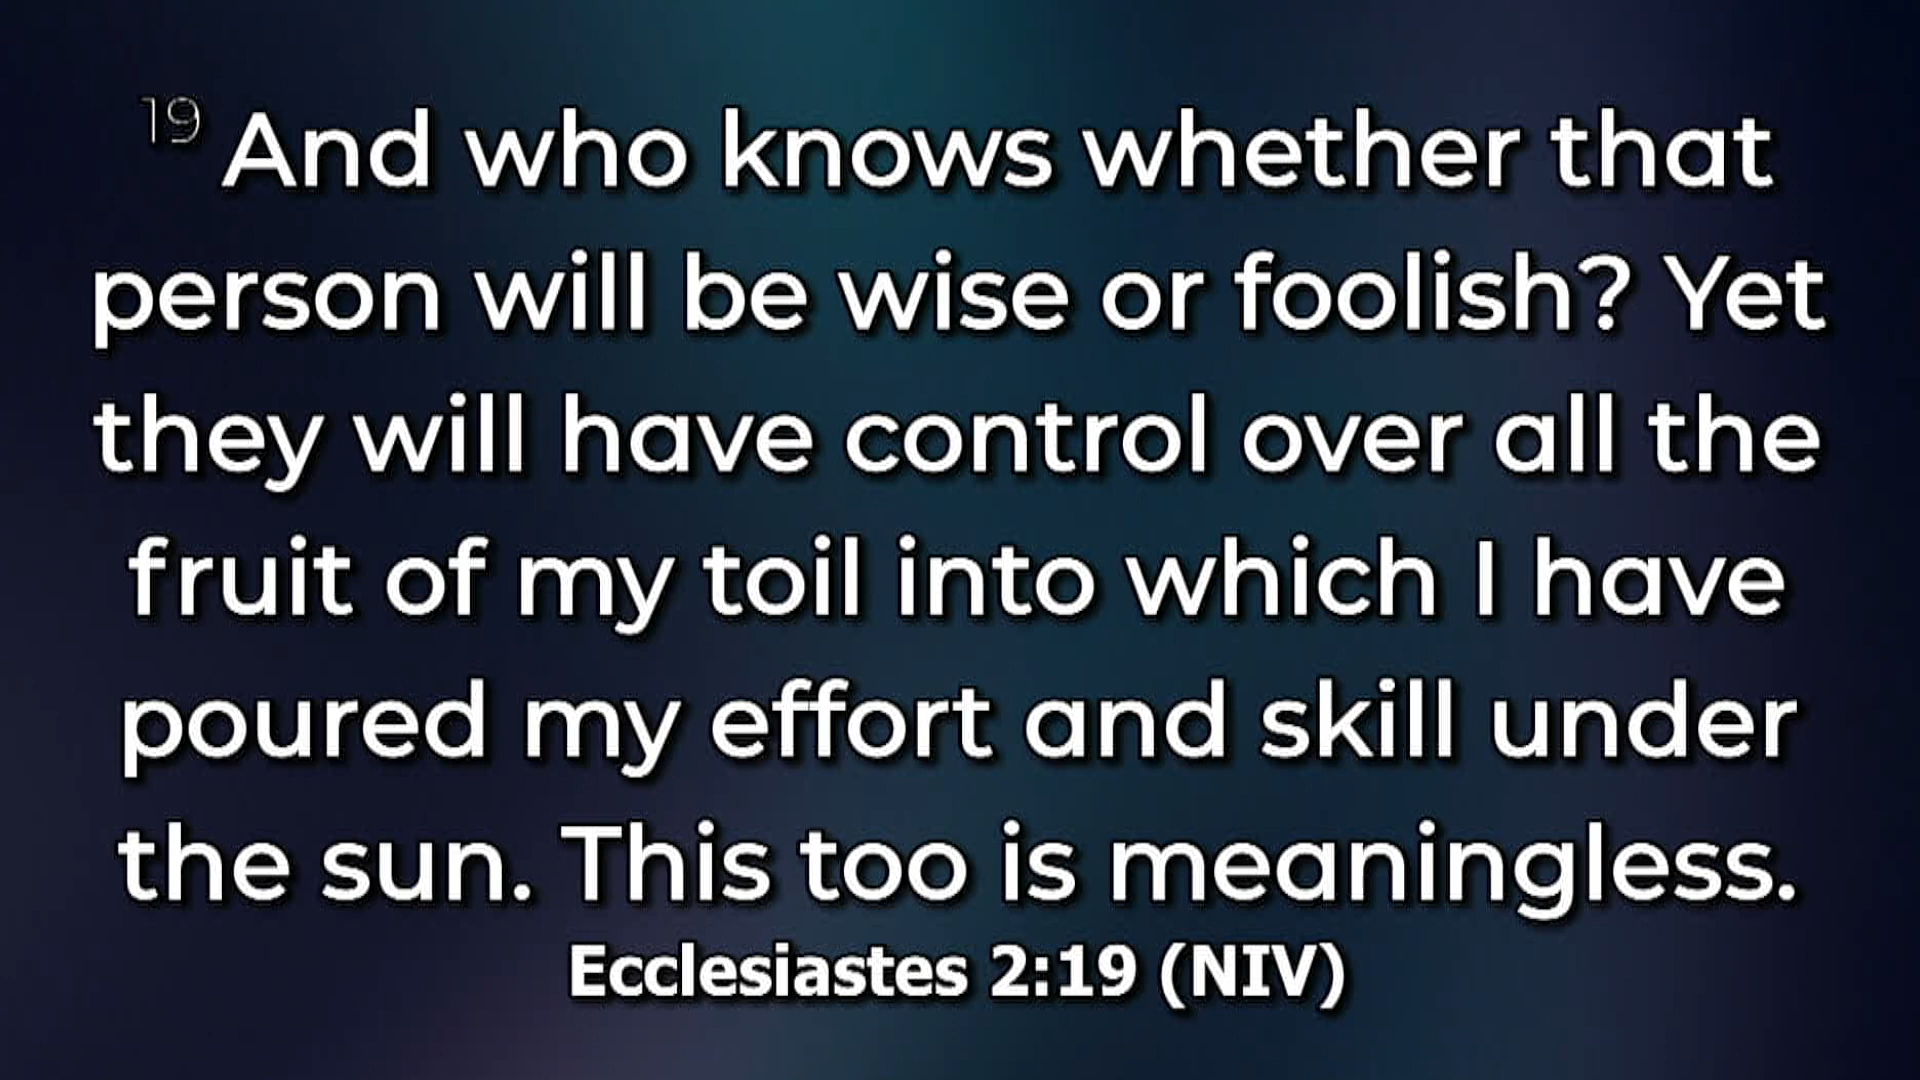 19 And who knows whether that
person will be wise or foolish? Yet
they will have control over all the
fruit of my toil into which I have
poured my effort and skill under
the sun. This too is meaningless.
Ecclesiastes 2:19 (NIV)